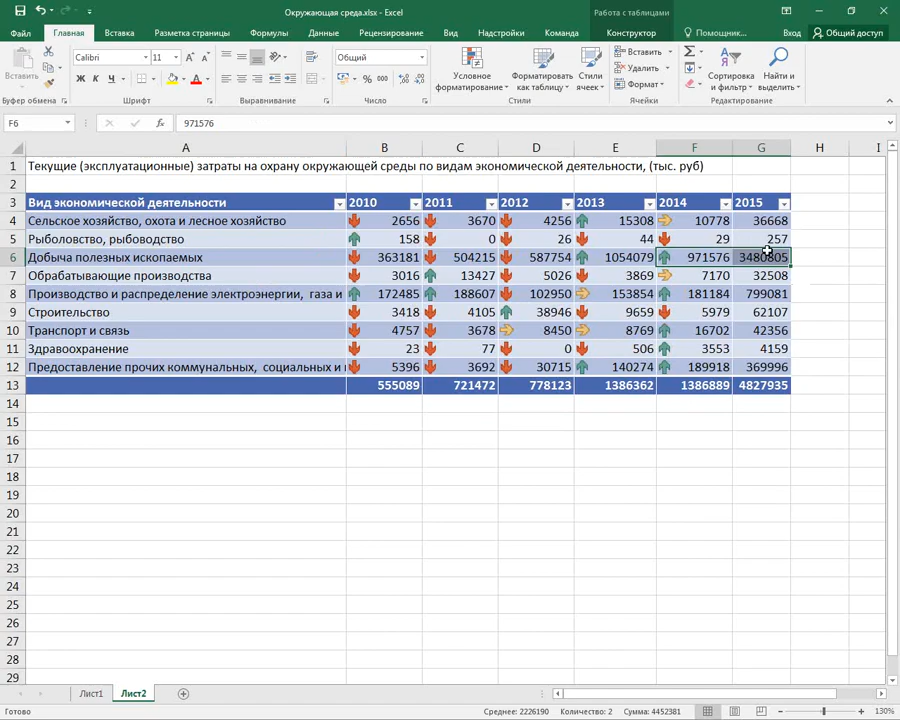 Окружающая среда.xlsx - Excel
Работа с таблицами
Файл Главная Вставка Разметка страницы Формулы Данные Рецензирование Вид Надстройки Команда Конструктор Помощник... Вход Общий доступ
Вставить
Буфер обмена
Calibri 11
Ж К Ч
Шрифт
Выравнивание
Общий
% 000
Число
Условное форматирование
Форматировать как таблицу
Стили ячеек
Стили
Вставить
Удалить
Формат
Ячейки
Сортировка и фильтр
Найти и выделить
Редактирование
F6 fx 971576
A B C D E F G H I
1 Текущие (эксплуатационные) затраты на охрану окружающей среды по видам экономической деятельности, (тыс. руб)
2
3 Вид экономической деятельности 2010 2011 2012 2013 2014 2015
4 Сельское хозяйство, охота и лесное хозяйство 2656 3670 4256 15308 10778 36668
5 Рыболовство, рыбоводство 158 0 26 44 29 257
6 Добыча полезных ископаемых 363181 504215 587754 1054079 971576 3480805
7 Обрабатывающие производства 3016 13427 5026 3869 7170 32508
8 Производство и распределение электроэнергии, газа и 172485 188607 102950 153854 181184 799081
9 Строительство 3418 4105 38946 9659 5979 62107
10 Транспорт и связь 4757 3678 8450 8769 16702 42356
11 Здравоохранение 23 77 0 506 3553 4159
12 Предоставление прочих коммунальных, социальных и 5396 3692 30715 140274 189918 369996
13 555089 721472 778123 1386362 1386889 4827935
14
15
16
17
18
19
20
21
22
23
24
25
26
27
28
29
Лист1 Лист2
Готово Среднее: 2226190 Количество: 2 Сумма: 4452381 130%